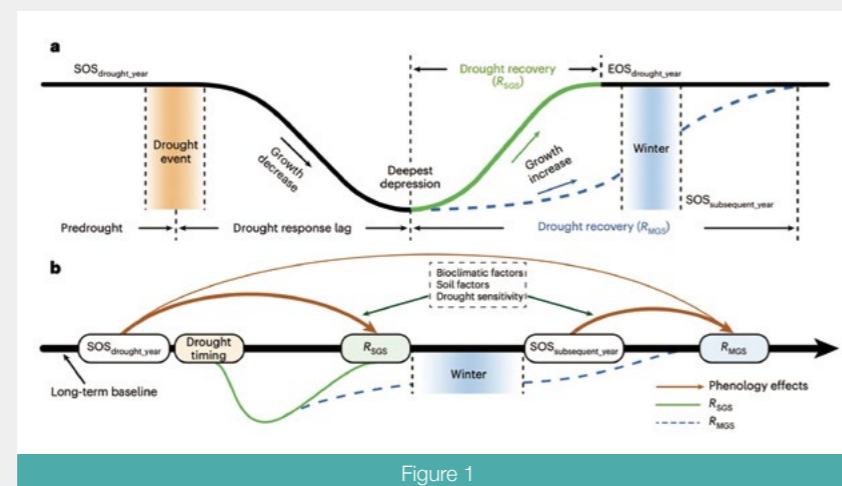 a
SOSdrought_year
Drought recovery
(RSGS)
EOSdrought_year
Drought
event
Growth
decrease
Deepest
depression
Growth
increase
Winter
SOSsubsequent_year
Predrought
Drought response lag
Drought recovery (RMGS)
b
Bioclimatic factors
Soil factors
Drought sensitivity
SOSdrought_year
Drought
timing
RSGS
SOSsubsequent_year
RMGS
Winter
Long-term baseline
Phenology effects
RSGS
RMGS
Figure 1